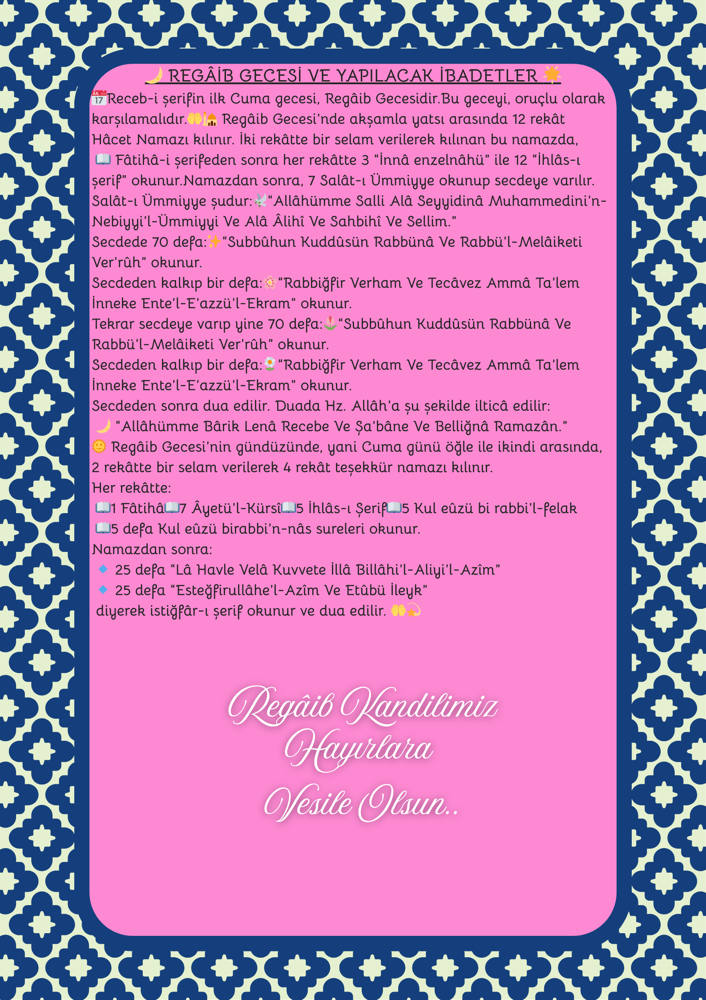 🌙 REGÂİB GECESİ VE YAPILACAK İBADETLER 🌟
📅Receb-i şerifin ilk Cuma gecesi, Regâib Gecesidir.Bu geceyi, oruçlu olarak
karşılamalıdır.🤲🕌 Regâib Gecesi’nde akşamla yatsı arasında 12 rekât
Hâcet Namazı kılınır. İki rekâtte bir selam verilerek kılınan bu namazda,
📖 Fâtihâ-i şerifeden sonra her rekâtte 3 “İnnâ enzelnâhü” ile 12 “İhlâs-ı
şerif” okunur.Namazdan sonra, 7 Salât-ı Ümmiyye okunup secdeye varılır.
Salât-ı Ümmiyye şudur:🕊️“Allâhümme Salli Alâ Seyyidinâ Muhammedini’n-
Nebiyyi’l-Ümmiyyi Ve Alâ Âlihî Ve Sahbihî Ve Sellim.”
Secdede 70 defa:✨“Subbûhun Kuddûsün Rabbünâ Ve Rabbü’l-Melâiketi
Ver’rûh” okunur.
Secdeden kalkıp bir defa:🌸“Rabbiğfir Verham Ve Tecâvez Ammâ Ta’lem
İnneke Ente’l-E’azzü’l-Ekram” okunur.
Tekrar secdeye varıp yine 70 defa:🌷“Subbûhun Kuddûsün Rabbünâ Ve
Rabbü’l-Melâiketi Ver’rûh” okunur.
Secdeden kalkıp bir defa:🌼“Rabbiğfir Verham Ve Tecâvez Ammâ Ta’lem
İnneke Ente’l-E’azzü’l-Ekram” okunur.
Secdeden sonra dua edilir. Duada Hz. Allâh’a şu şekilde ilticâ edilir:
🌙 “Allâhümme Bârik Lenâ Recebe Ve Şa’bâne Ve Belliğnâ Ramazân.”
🌞 Regâib Gecesi’nin gündüzünde, yani Cuma günü öğle ile ikindi arasında,
2 rekâtte bir selam verilerek 4 rekât teşekkür namazı kılınır.
Her rekâtte:
📖1 Fâtihâ📖7 Âyetü’l-Kürsî📖5 İhlâs-ı Şerif📖5 Kul eûzü bi rabbi’l-felak
📖5 defa Kul eûzü birabbi’n-nâs sureleri okunur.
Namazdan sonra:
🔹 25 defa “Lâ Havle Velâ Kuvvete İllâ Billâhi’l-Aliyi’l-Azîm”
🔹 25 defa “Esteğfirullâhe’l-Azîm Ve Etûbü İleyk”
diyerek istiğfâr-ı şerif okunur ve dua edilir. 🤲💫
Regâib Kandilimiz
Hayırlara
Vesile Olsun..